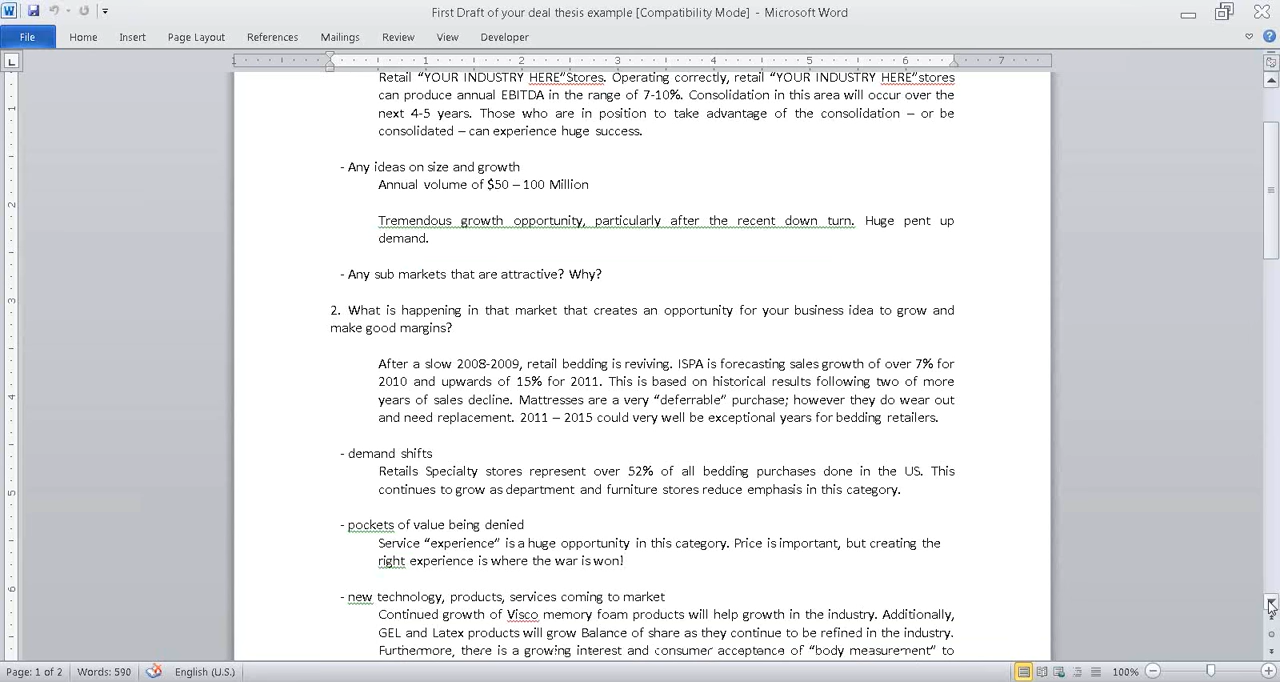 First Draft of your deal thesis example [Compatibility Mode] - Microsoft Word
File Home Insert Page Layout References Mailings Review View Developer
1 1 2 3 4 5 6 7
Retail “YOUR INDUSTRY HERE”Stores. Operating correctly, retail “YOUR INDUSTRY HERE”stores
can produce annual EBITDA in the range of 7-10%. Consolidation in this area will occur over the
next 4-5 years. Those who are in position to take advantage of the consolidation – or be
consolidated – can experience huge success.
- Any ideas on size and growth
Annual volume of $50 – 100 Million
Tremendous growth opportunity, particularly after the recent down turn. Huge pent up
demand.
- Any sub markets that are attractive? Why?
2. What is happening in that market that creates an opportunity for your business idea to grow and
make good margins?
After a slow 2008-2009, retail bedding is reviving. ISPA is forecasting sales growth of over 7% for
2010 and upwards of 15% for 2011. This is based on historical results following two of more
years of sales decline. Mattresses are a very “deferrable” purchase; however they do wear out
and need replacement. 2011 – 2015 could very well be exceptional years for bedding retailers.
- demand shifts
Retails Specialty stores represent over 52% of all bedding purchases done in the US. This
continues to grow as department and furniture stores reduce emphasis in this category.
- pockets of value being denied
Service “experience” is a huge opportunity in this category. Price is important, but creating the
right experience is where the war is won!
- new technology, products, services coming to market
Continued growth of Visco memory foam products will help growth in the industry. Additionally,
GEL and Latex products will grow Balance of share as they continue to be refined in the industry.
Furthermore, there is a growing interest and consumer acceptance of “body measurement” to
1
2
3
4
5
6
Page: 1 of 2 Words: 590 English (U.S.) 100%